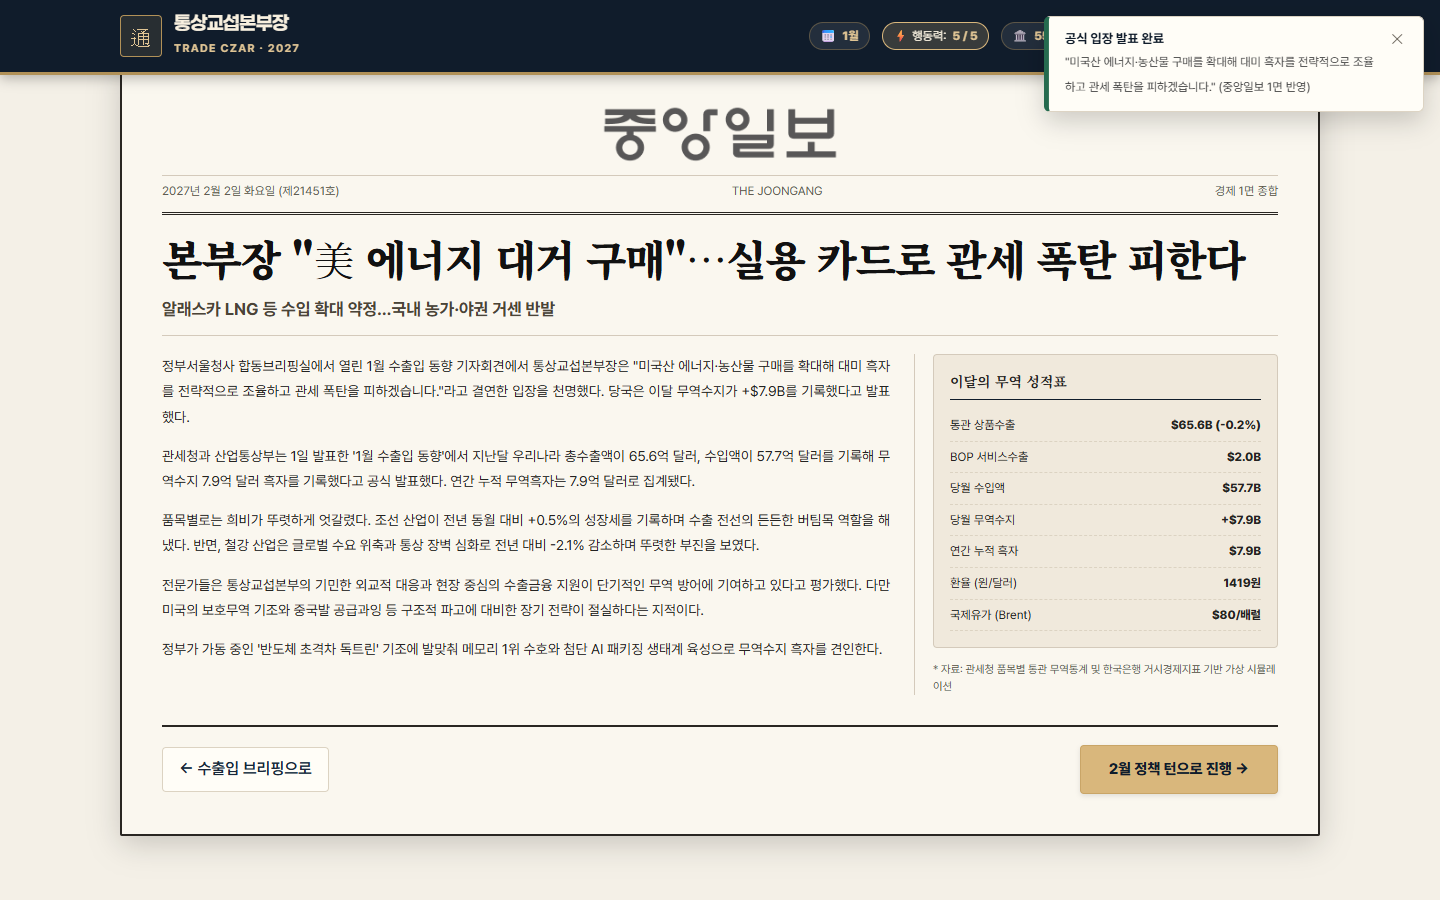 通
통상교섭본부장
TRADE CZAR · 2027
1월
행동력: 5 / 5
공식 입장 발표 완료
"미국산 에너지·농산물 구매를 확대해 대미 흑자를 전략적으로 조율
하고 관세 폭탄을 피하겠습니다." (중앙일보 1면 반영)
중앙일보
2027년 2월 2일 화요일 (제21451호)
THE JOONGANG
경제 1면 종합
본부장 "美 에너지 대거 구매"…실용 카드로 관세 폭탄 피한다
알래스카 LNG 등 수입 확대 약정...국내 농가·야권 거센 반발
정부서울청사 합동브리핑실에서 열린 1월 수출입 동향 기자회견에서 통상교섭본부장은 "미국산 에너지·농산물 구매를 확대해 대미 흑자
를 전략적으로 조율하고 관세 폭탄을 피하겠습니다."라고 결연한 입장을 천명했다. 당국은 이달 무역수지가 +$7.9B를 기록했다고 발표
했다.
관세청과 산업통상부는 1일 발표한 '1월 수출입 동향'에서 지난달 우리나라 총수출액이 65.6억 달러, 수입액이 57.7억 달러를 기록해 무
역수지 7.9억 달러 흑자를 기록했다고 공식 발표했다. 연간 누적 무역흑자는 7.9억 달러로 집계됐다.
품목별로는 희비가 뚜렷하게 엇갈렸다. 조선 산업이 전년 동월 대비 +0.5%의 성장세를 기록하며 수출 전선의 든든한 버팀목 역할을 해
냈다. 반면, 철강 산업은 글로벌 수요 위축과 통상 장벽 심화로 전년 대비 -2.1% 감소하며 뚜렷한 부진을 보였다.
전문가들은 통상교섭본부의 기민한 외교적 대응과 현장 중심의 수출금융 지원이 단기적인 무역 방어에 기여하고 있다고 평가했다. 다만
미국의 보호무역 기조와 중국발 공급과잉 등 구조적 파고에 대비한 장기 전략이 절실하다는 지적이다.
정부가 가동 중인 '반도체 초격차 독트린' 기조에 발맞춰 메모리 1위 수호와 첨단 AI 패키징 생태계 육성으로 무역수지 흑자를 견인한다.
이달의 무역 성적표
통관 상품수출 $65.6B (-0.2%)
BOP 서비스수출 $2.0B
당월 수입액 $57.7B
당월 무역수지 +$7.9B
연간 누적 흑자 $7.9B
환율 (원/달러) 1419원
국제유가 (Brent) $80/배럴
* 자료: 관세청 품목별 통관 무역통계 및 한국은행 거시경제지표 기반 가상 시뮬레
이션
← 수출입 브리핑으로
2월 정책 턴으로 진행 →